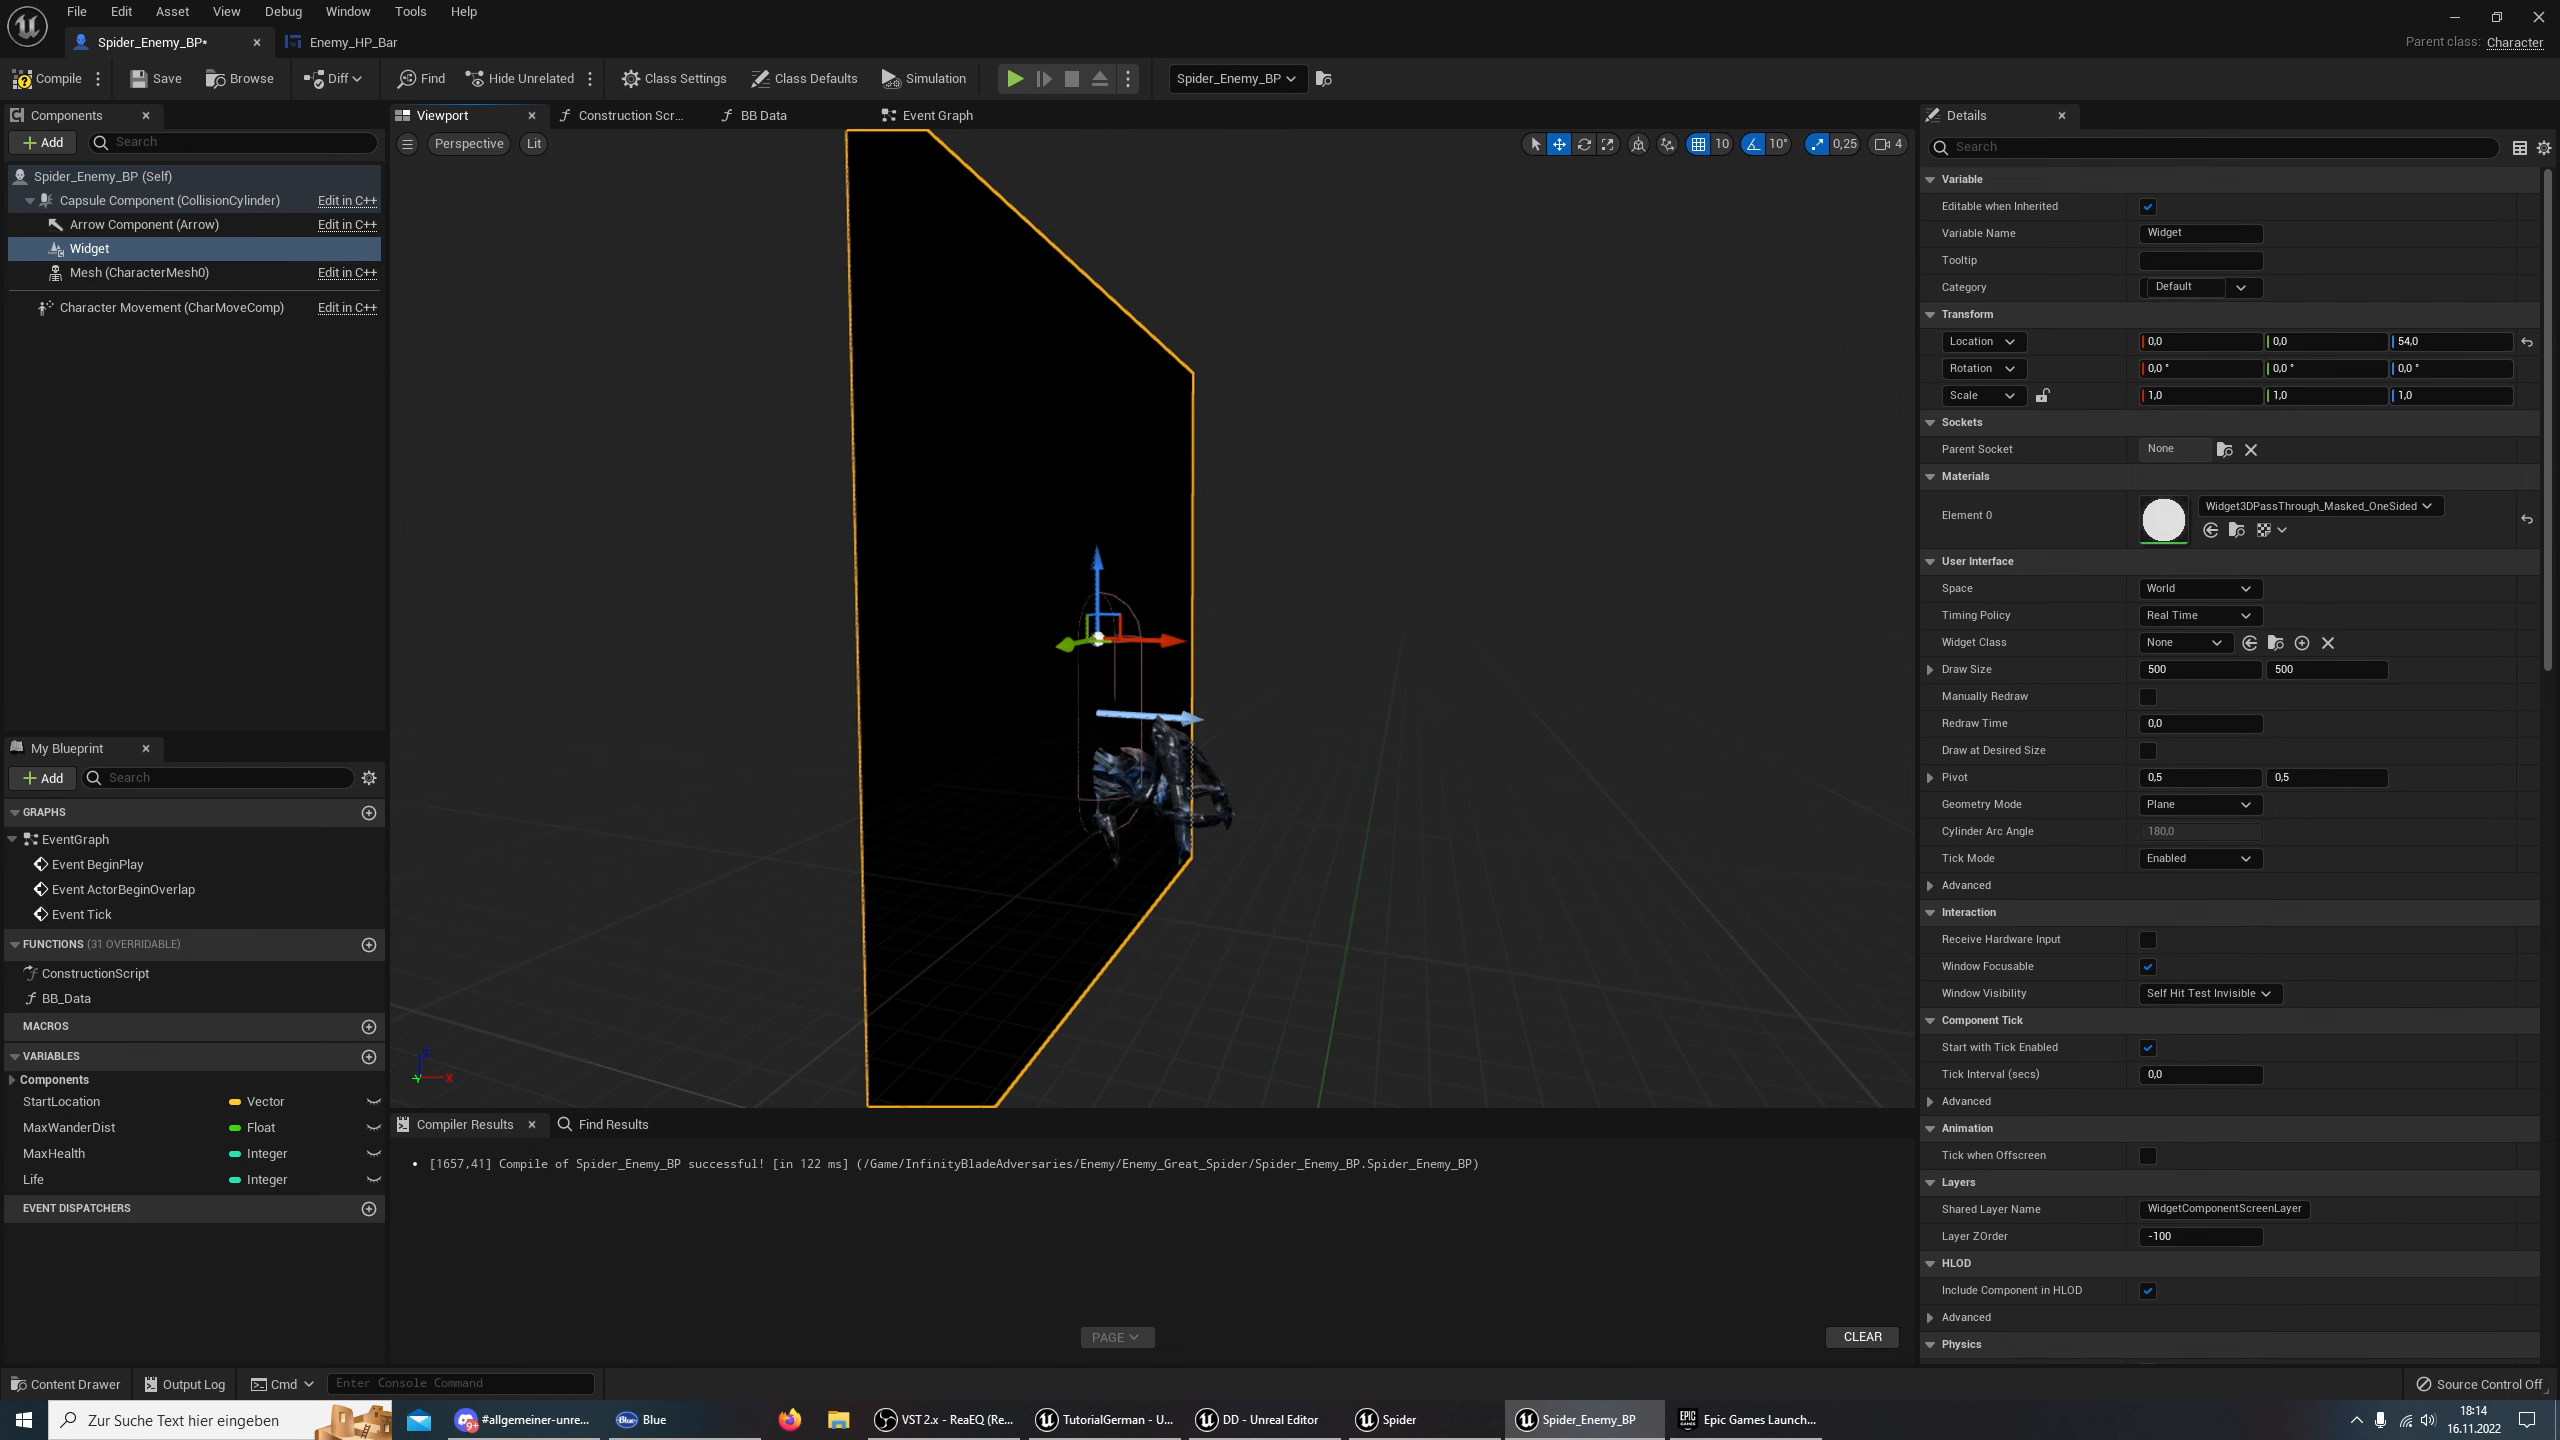 File Edit Asset View Debug Window Tools Help
Spider_Enemy_BP* Enemy_HP_Bar Parent class: Character
Compile Save Browse Diff Find Hide Unrelated Class Settings Class Defaults Simulation Spider_Enemy_BP
Components
Add Search
Spider_Enemy_BP (Self)
Capsule Component (CollisionCylinder) Edit in C++
Arrow Component (Arrow) Edit in C++
Widget
Mesh (CharacterMesh0) Edit in C++
Character Movement (CharMoveComp) Edit in C++
My Blueprint
Add Search
GRAPHS
EventGraph
Event BeginPlay
Event ActorBeginOverlap
Event Tick
FUNCTIONS (31 OVERRIDABLE)
ConstructionScript
BB_Data
MACROS
VARIABLES
Components
StartLocation Vector
MaxWanderDist Float
MaxHealth Integer
Life Integer
EVENT DISPATCHERS
Viewport Construction Scr... BB Data Event Graph
Perspective Lit 10 10° 0,25 4
Z
Y X
Compiler Results Find Results
[1657,41] Compile of Spider_Enemy_BP successful! [in 122 ms] (/Game/InfinityBladeAdversaries/Enemy/Enemy_Great_Spider/Spider_Enemy_BP.Spider_Enemy_BP)
PAGE CLEAR
Details
Search
Variable
Editable when Inherited
Variable Name Widget
Tooltip
Category Default
Transform
Location 0,0 0,0 54,0
Rotation 0,0 ° 0,0 ° 0,0 °
Scale 1,0 1,0 1,0
Sockets
Parent Socket None
Materials
Element 0 Widget3DPassThrough_Masked_OneSided
User Interface
Space World
Timing Policy Real Time
Widget Class None
Draw Size 500 500
Manually Redraw
Redraw Time 0,0
Draw at Desired Size
Pivot 0,5 0,5
Geometry Mode Plane
Cylinder Arc Angle 180,0
Tick Mode Enabled
Advanced
Interaction
Receive Hardware Input
Window Focusable
Window Visibility Self Hit Test Invisible
Component Tick
Start with Tick Enabled
Tick Interval (secs) 0,0
Advanced
Animation
Tick when Offscreen
Layers
Shared Layer Name WidgetComponentScreenLayer
Layer ZOrder -100
HLOD
Include Component in HLOD
Advanced
Physics
Content Drawer Output Log Cmd Enter Console Command Source Control Off
Zur Suche Text hier eingeben 9+ #allgemeiner-unre... Blue Blue VST 2.x - ReaEQ (Re... TutorialGerman - U... DD - Unreal Editor Spider Spider_Enemy_BP EPIC GAMES Epic Games Launch... 18:14
16.11.2022